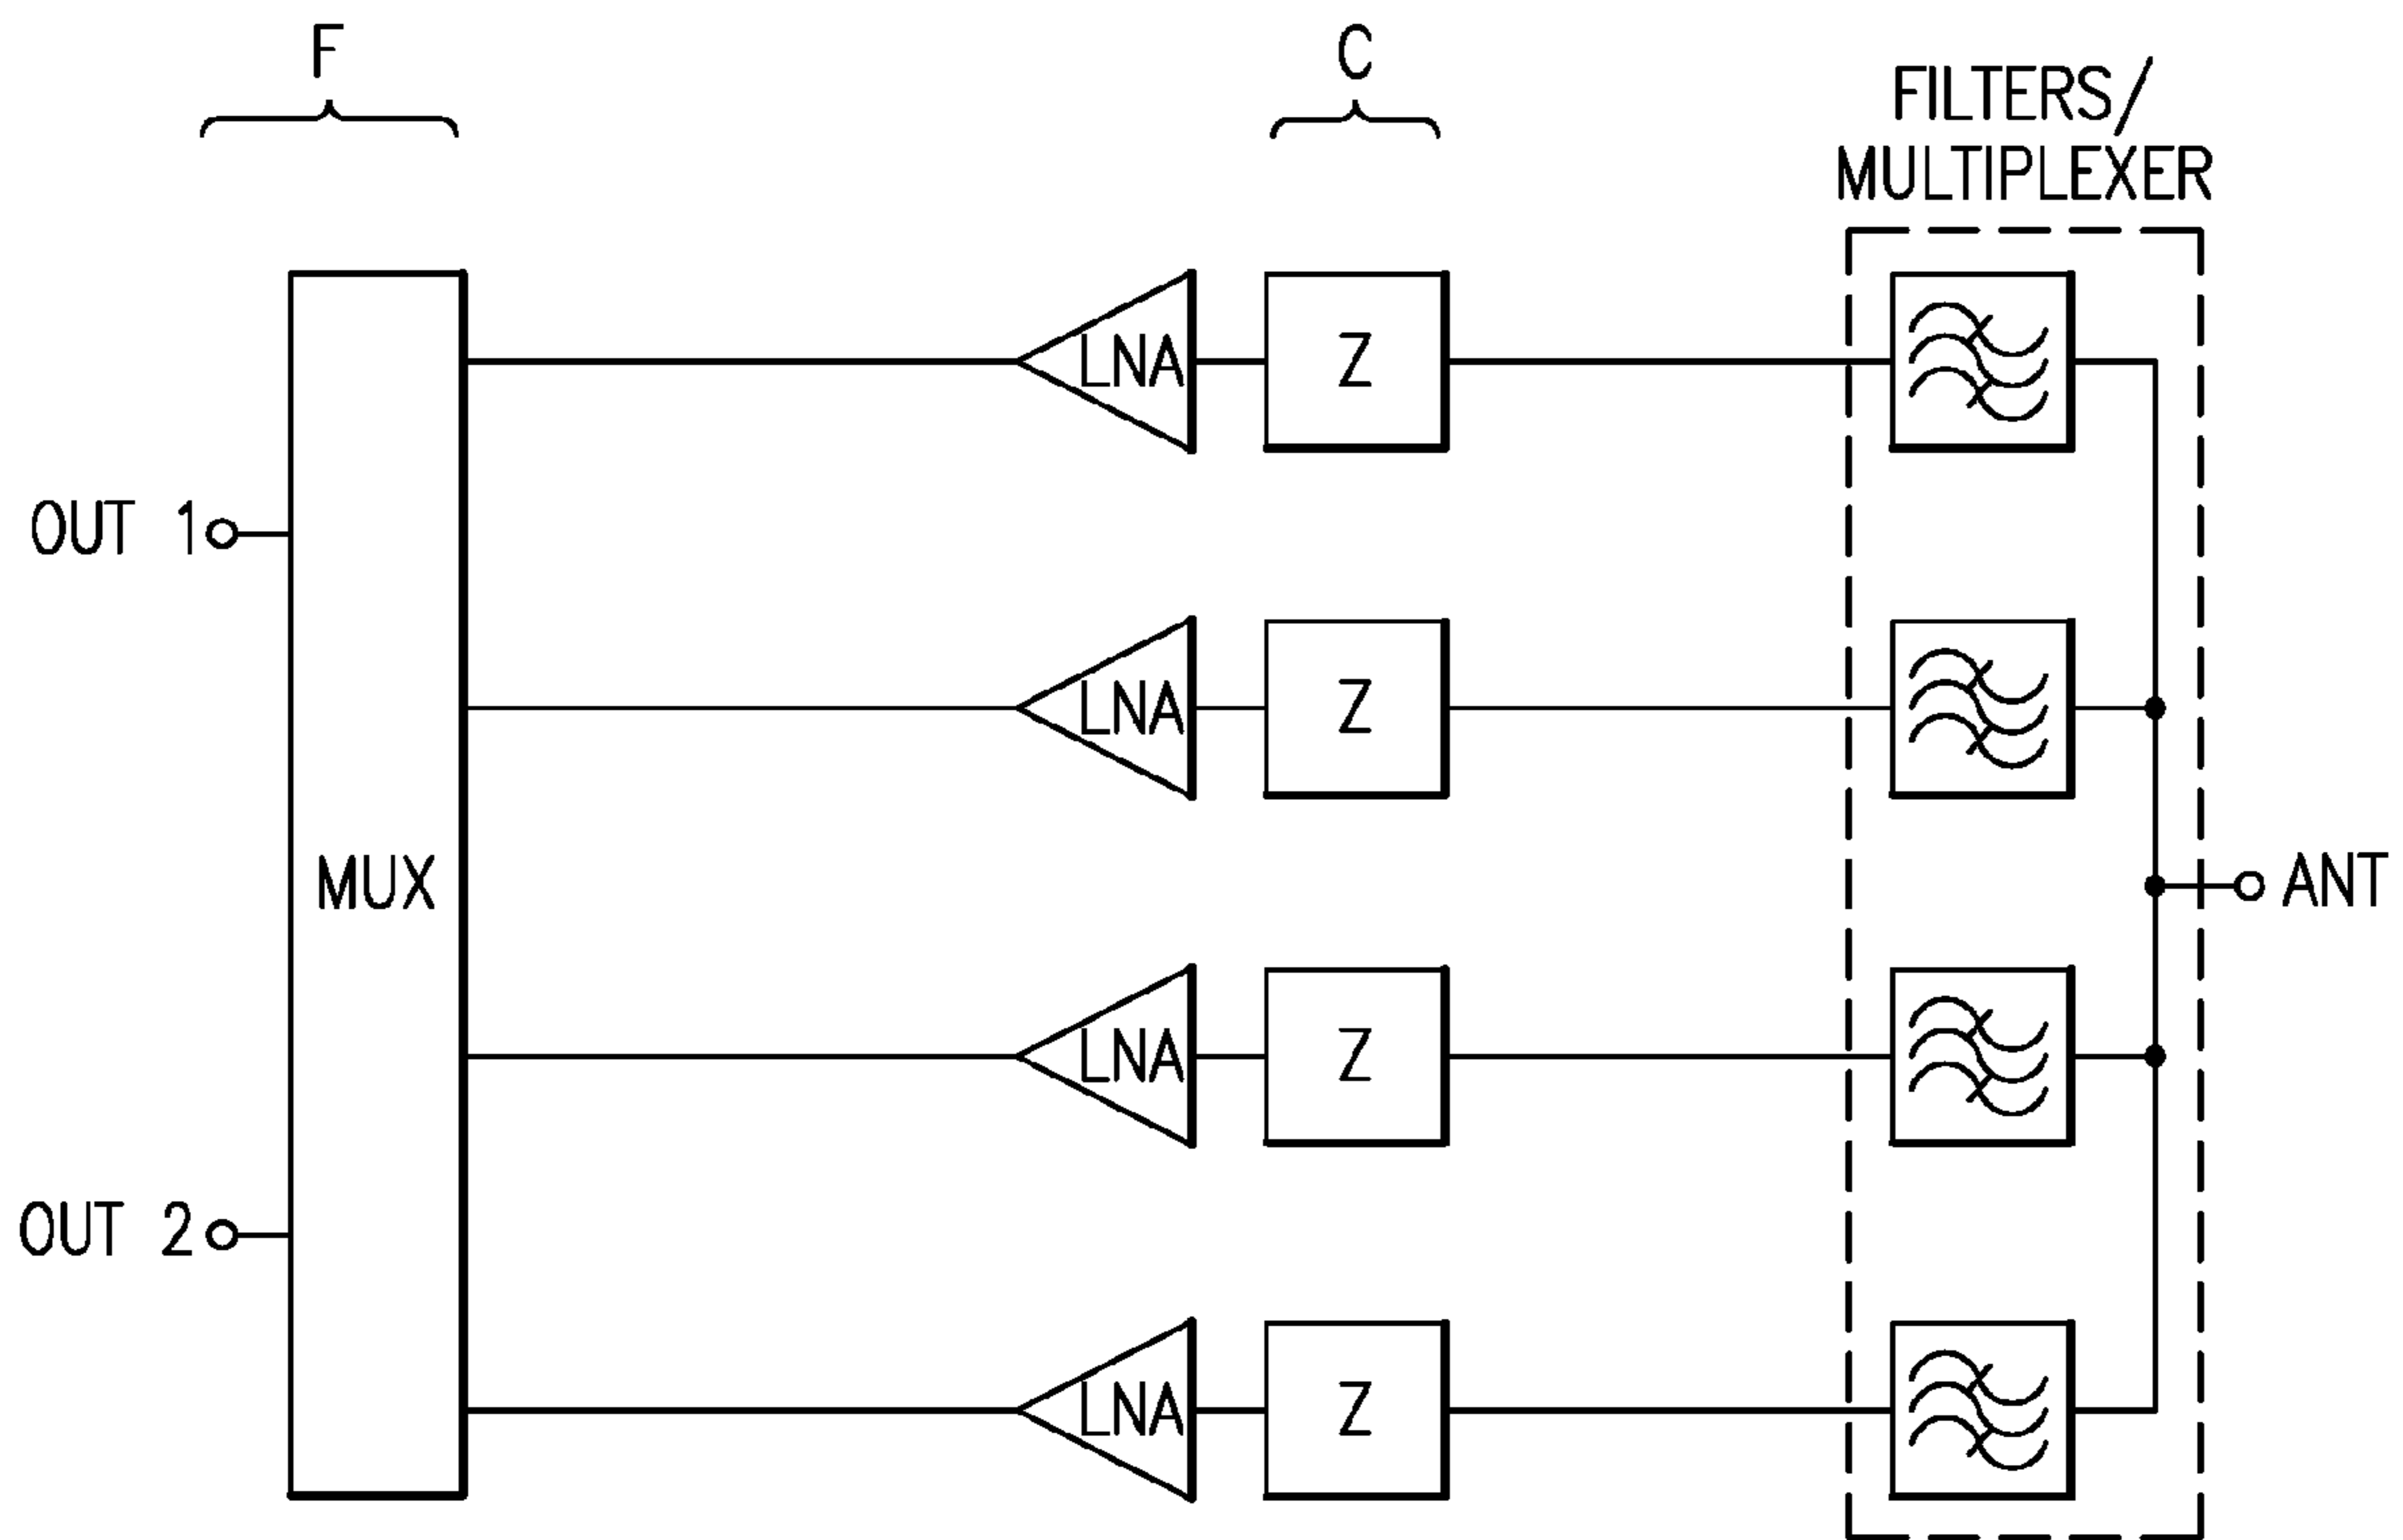 F
C
FILTERS/
MULTIPLEXER
LNA
Z
OUT 1
LNA
Z
MUX
ANT
LNA
Z
OUT 2
LNA
Z